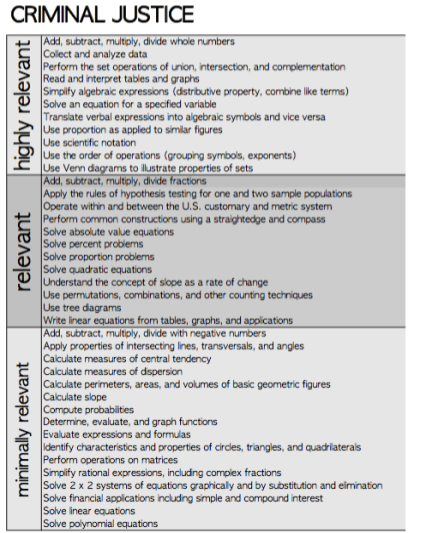 CRIMINAL JUSTICE
highly relevant
Add, subtract, multiply, divide whole numbers
Collect and analyze data
Perform the set operations of union, intersection, and complementation
Read and interpret tables and graphs
Simplify algebraic expressions (distributive property, combine like terms)
Solve an equation for a specified variable
Translate verbal expressions into algebraic symbols and vice versa
Use proportion as applied to similar figures
Use scientific notation
Use the order of operations (grouping symbols, exponents)
Use Venn diagrams to illustrate properties of sets
relevant
Add, subtract, multiply, divide fractions
Apply the rules of hypothesis testing for one and two sample populations
Operate within and between the U.S. customary and metric system
Perform common constructions using a straightedge and compass
Solve absolute value equations
Solve percent problems
Solve proportion problems
Solve quadratic equations
Understand the concept of slope as a rate of change
Use permutations, combinations, and other counting techniques
Use tree diagrams
Write linear equations from tables, graphs, and applications
minimally relevant
Add, subtract, multiply, divide with negative numbers
Apply properties of intersecting lines, transversals, and angles
Calculate measures of central tendency
Calculate measures of dispersion
Calculate perimeters, areas, and volumes of basic geometric figures
Calculate slope
Compute probabilities
Determine, evaluate, and graph functions
Evaluate expressions and formulas
Identify characteristics and properties of circles, triangles, and quadrilaterals
Perform operations on matrices
Simplify rational expressions, including complex fractions
Solve 2 x 2 systems of equations graphically and by substitution and elimination
Solve financial applications including simple and compound interest
Solve linear equations
Solve polynomial equations